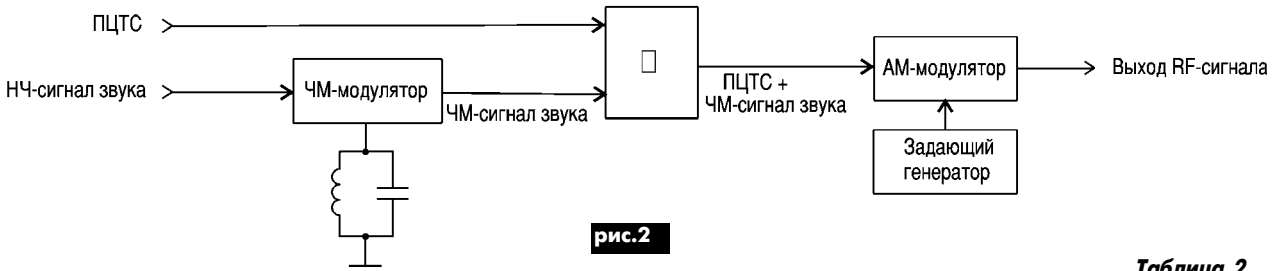 ПЦТС
НЧ-сигнал звука
ЧМ-модулятор
ЧМ-сигнал звука
ПЦТС +
ЧМ-сигнал звука
АМ-модулятор
Выход RF-сигнала
Задающий
генератор
рис.2
Таблица 2